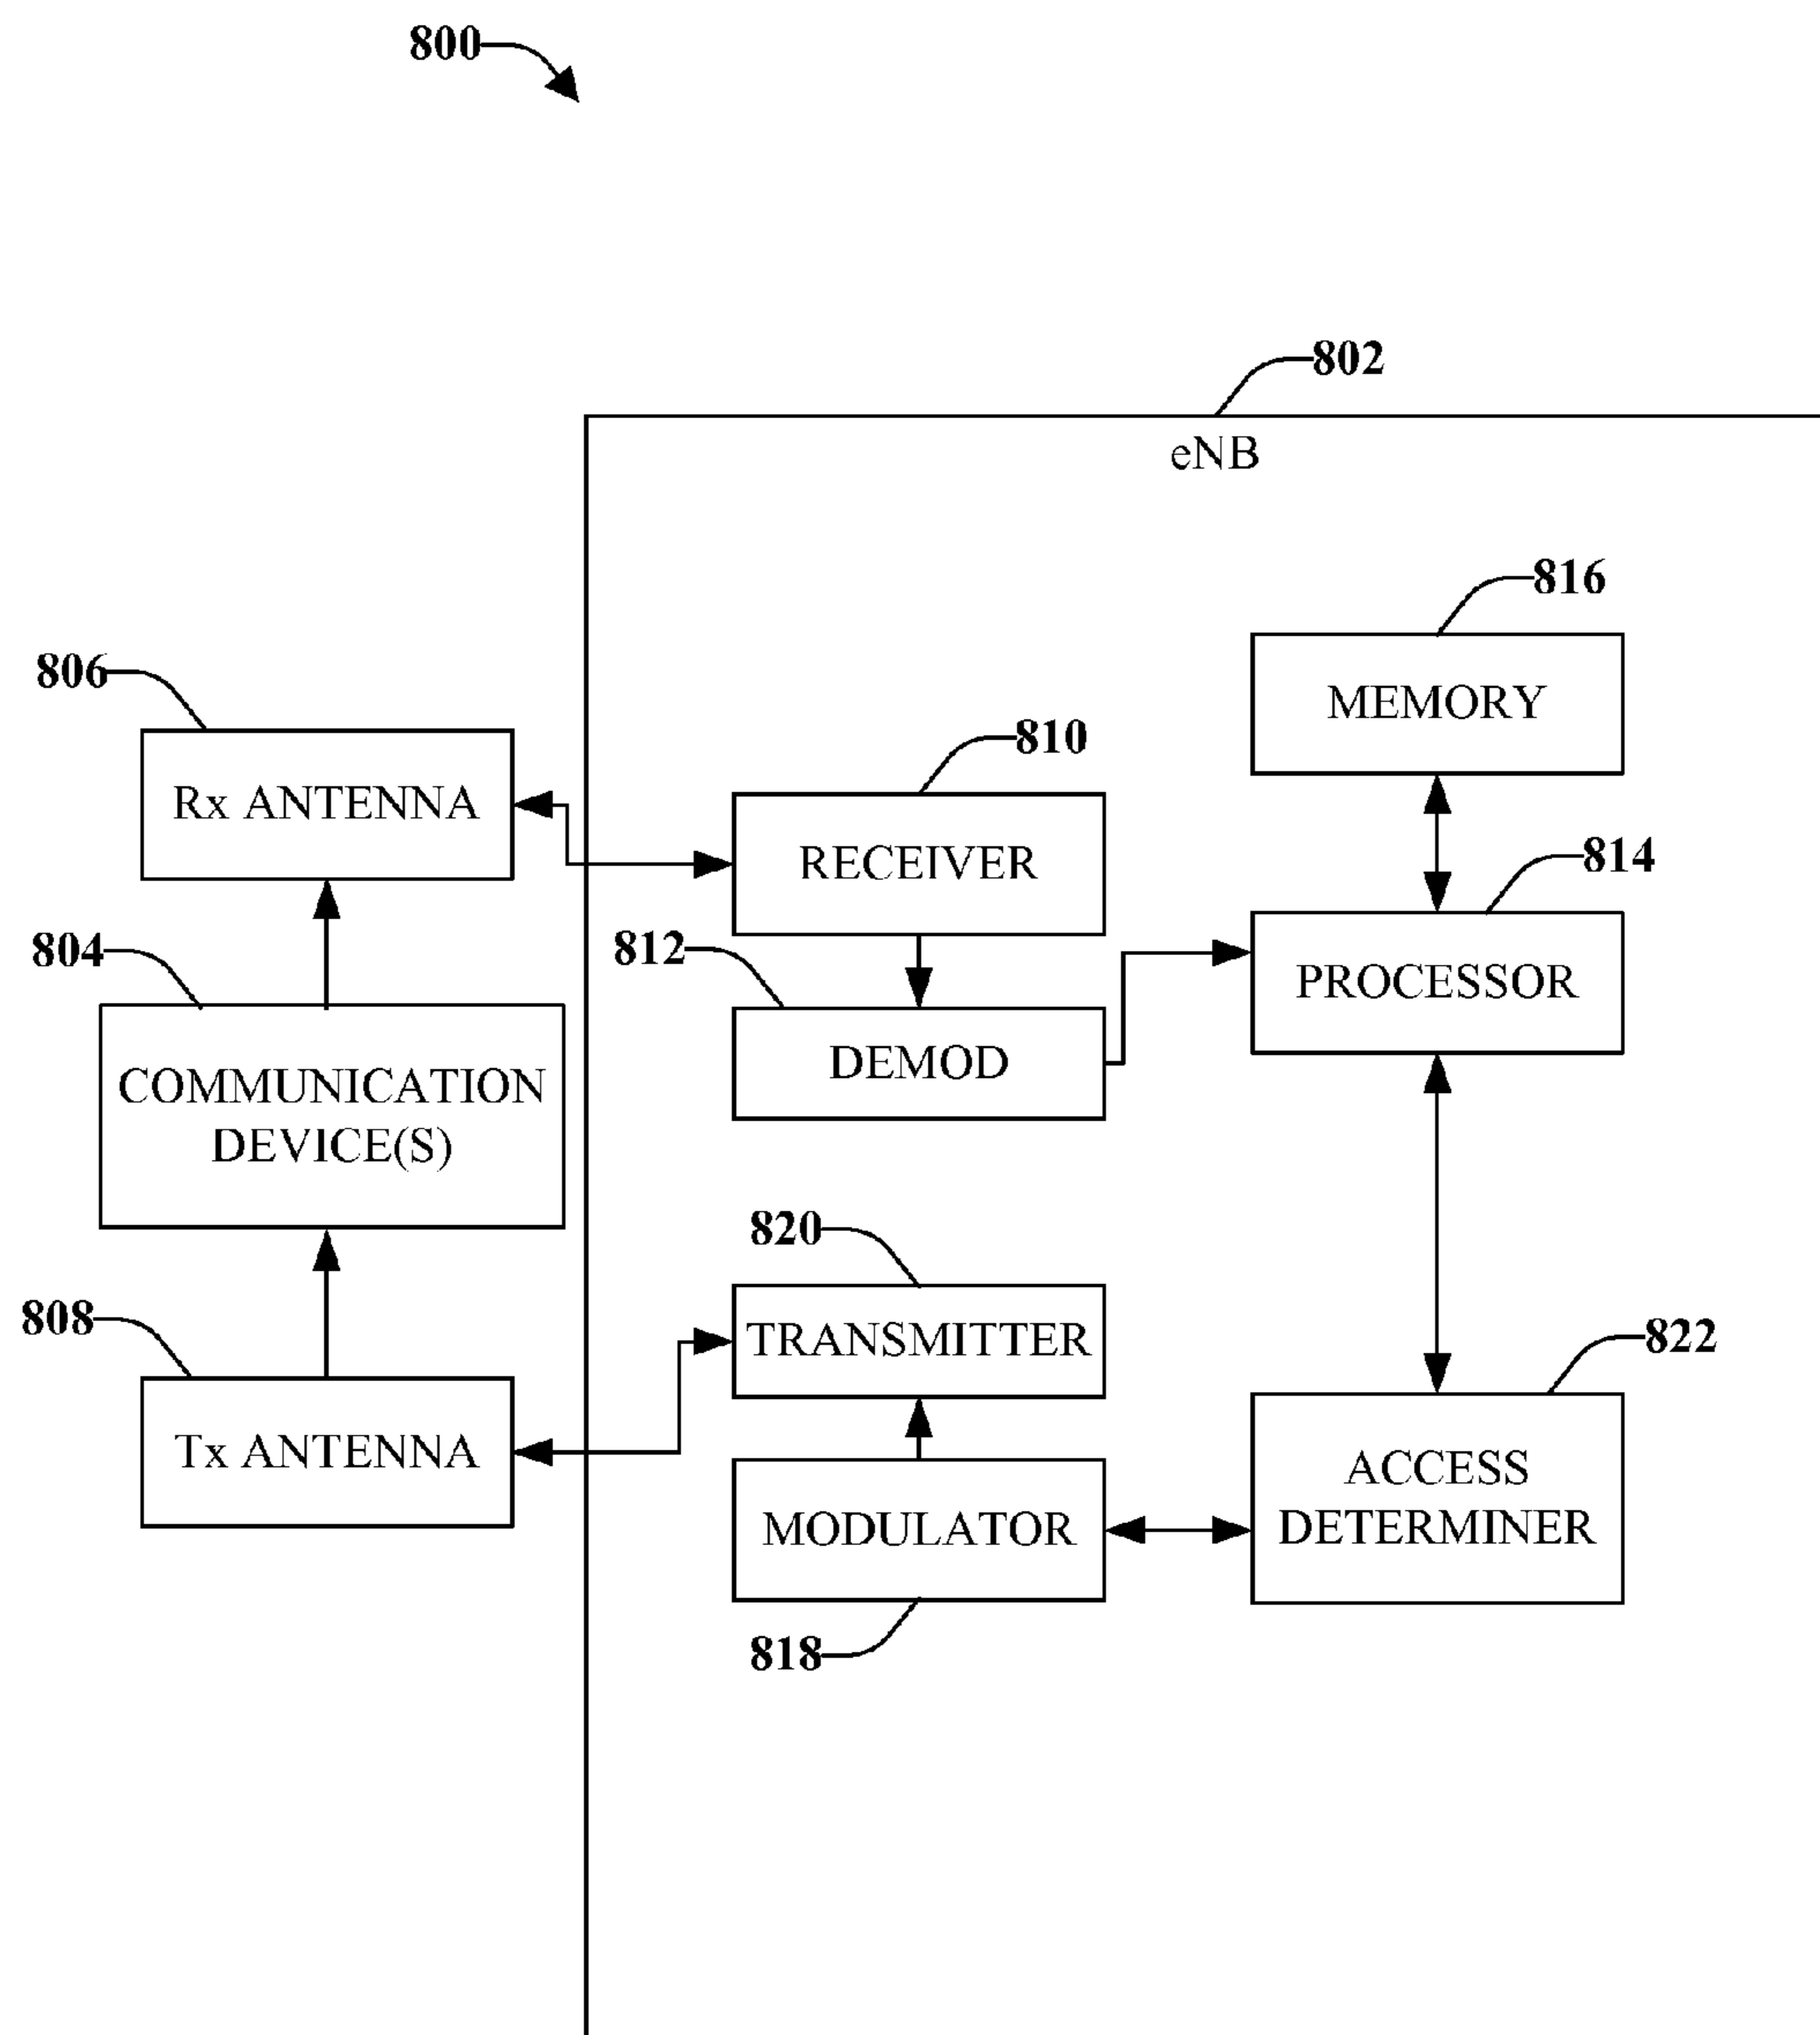 800
802
eNB
816
MEMORY
806
810
Rx ANTENNA
RECEIVER
814
804
812
PROCESSOR
DEMOD
COMMUNICATION
DEVICE(S)
820
808
TRANSMITTER
822
Tx ANTENNA
MODULATOR
ACCESS
DETERMINER
818